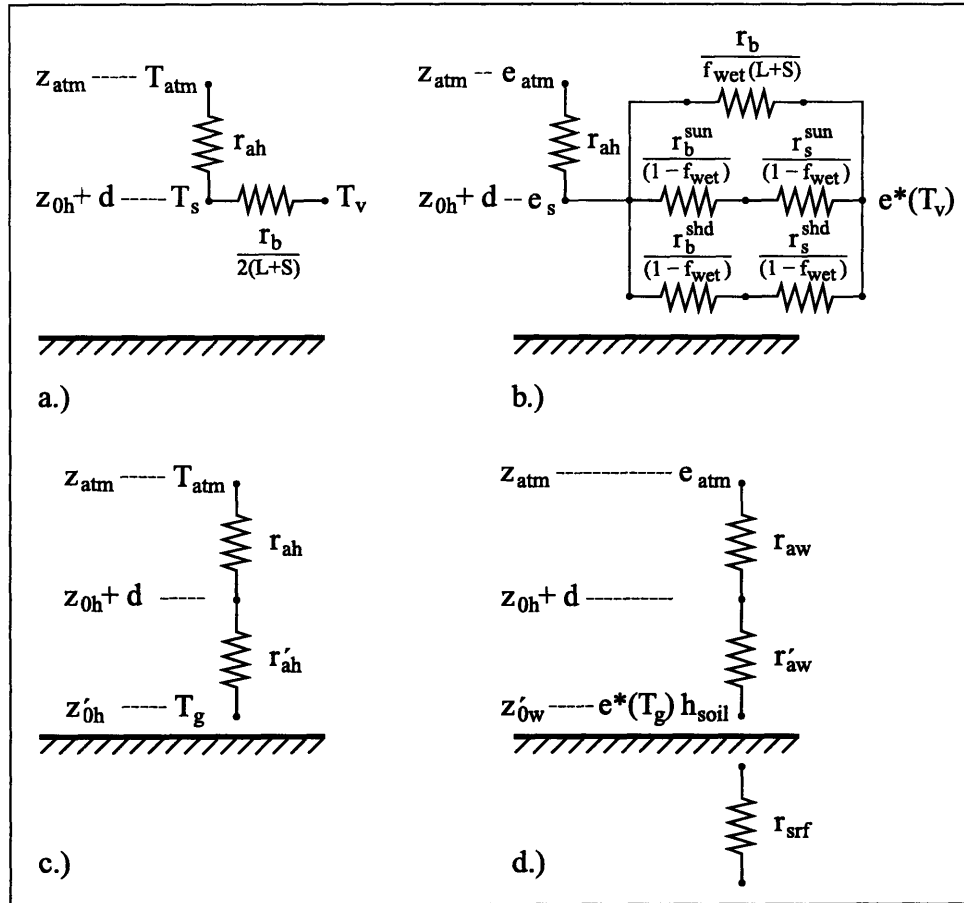 z_atm ----- T_atm
r_ah
z_0h + d ---- T_s
T_v
r_b
2(L+S)
a.)
z_atm -- e_atm
r_ah
z_0h + d -- e_s
r_b
f_wet (L+S)
r_b^sun
(1 - f_wet)
r_s^sun
(1 - f_wet)
e*(T_v)
r_b^shd
(1 - f_wet)
r_s^shd
(1 - f_wet)
b.)
z_atm ----- T_atm
r_ah
z_0h + d -----
r′_ah
z′_0h ----- T_g
c.)
z_atm ------------- e_atm
r_aw
z_0h + d ----------
r′_aw
z′_0w ----- e*(T_g) h_soil
r_srf
d.)